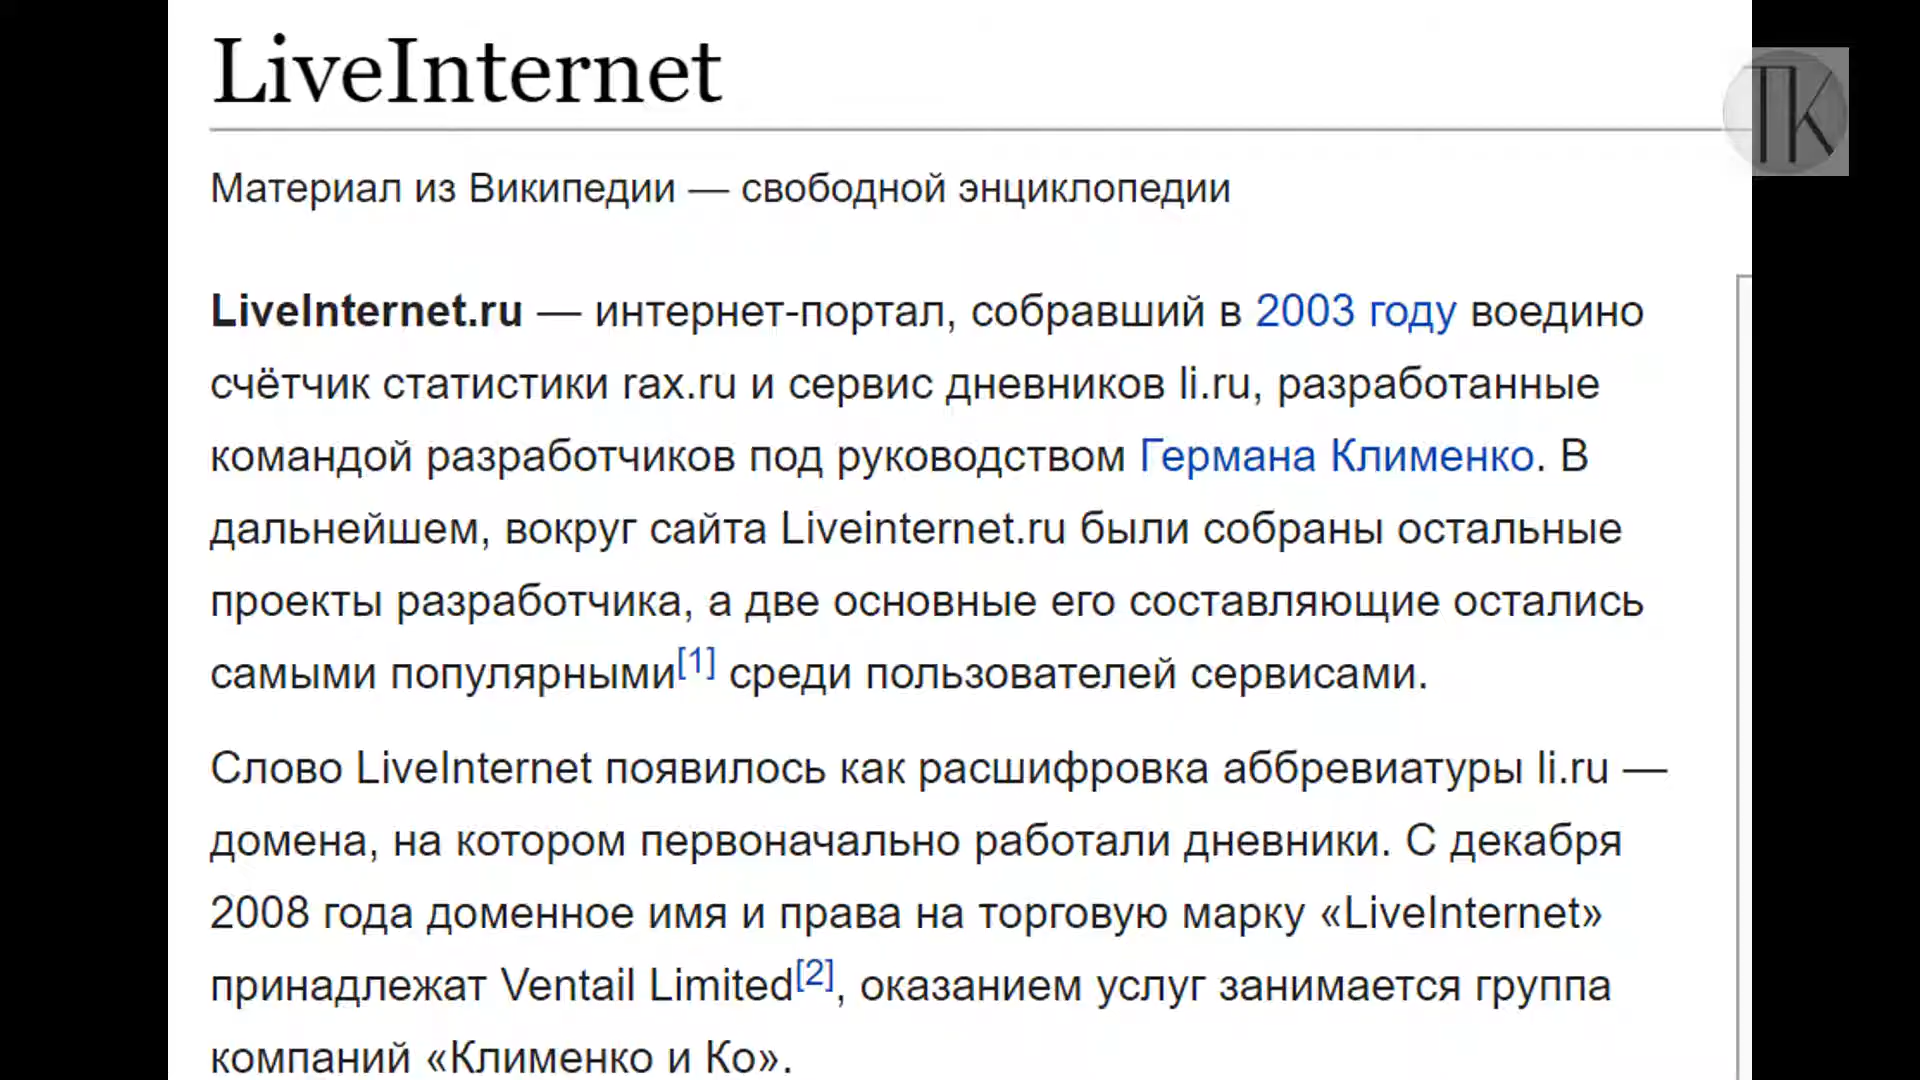 LiveInternet
ПК
Материал из Википедии — свободной энциклопедии
LiveInternet.ru — интернет-портал, собравший в 2003 году воедино
счётчик статистики rax.ru и сервис дневников li.ru, разработанные
командой разработчиков под руководством Германа Клименко. В
дальнейшем, вокруг сайта Liveinternet.ru были собраны остальные
проекты разработчика, а две основные его составляющие остались
самыми популярными[1] среди пользователей сервисами.
Слово LiveInternet появилось как расшифровка аббревиатуры li.ru —
домена, на котором первоначально работали дневники. С декабря
2008 года доменное имя и права на торговую марку «LiveInternet»
принадлежат Ventail Limited[2], оказанием услуг занимается группа
компаний «Клименко и Ко».